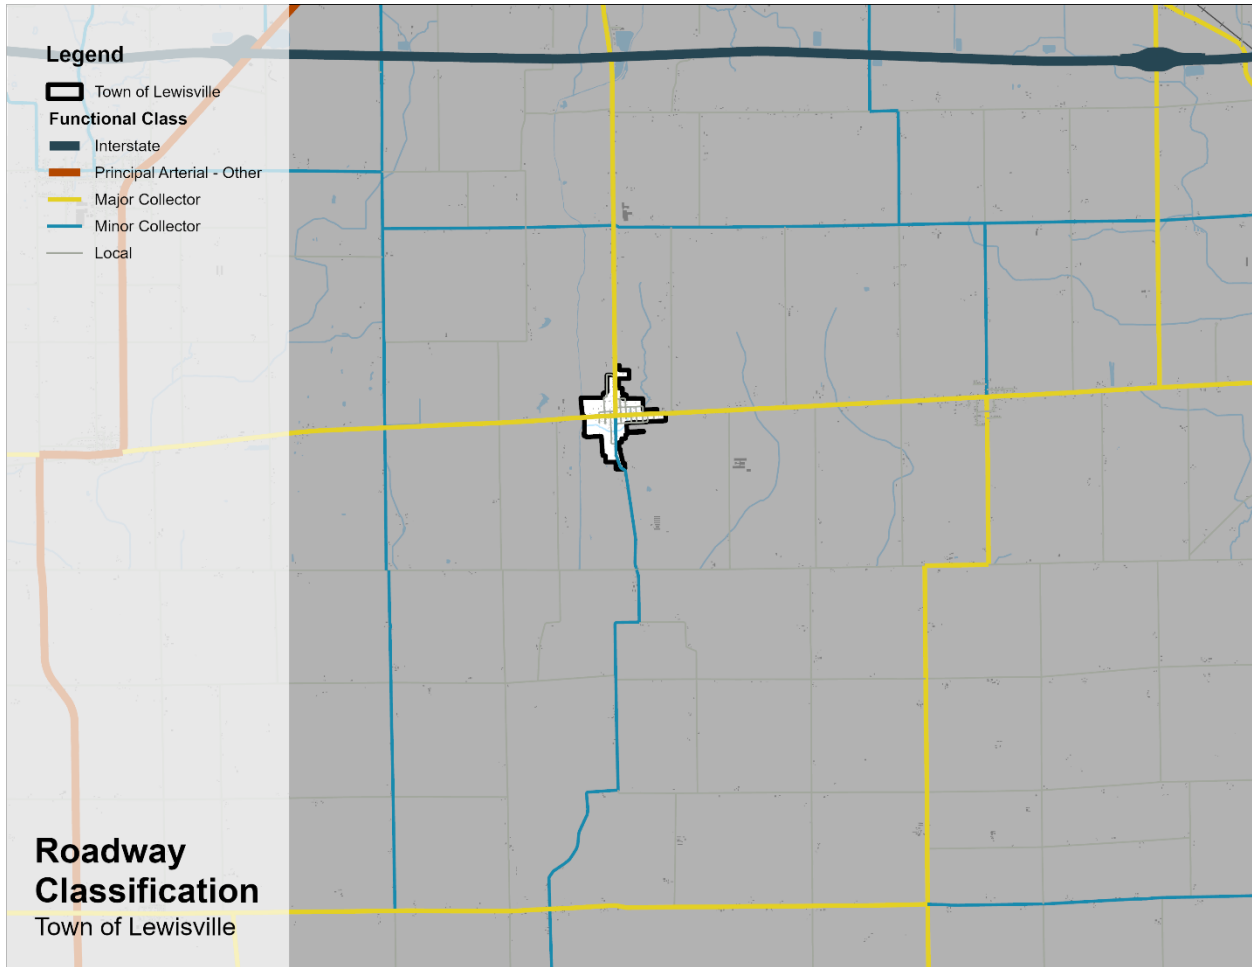 Legend
Town of Lewisville
Functional Class
Interstate
Principal Arterial - Other
Major Collector
Minor Collector
Local
Roadway
Classification
Town of Lewisville